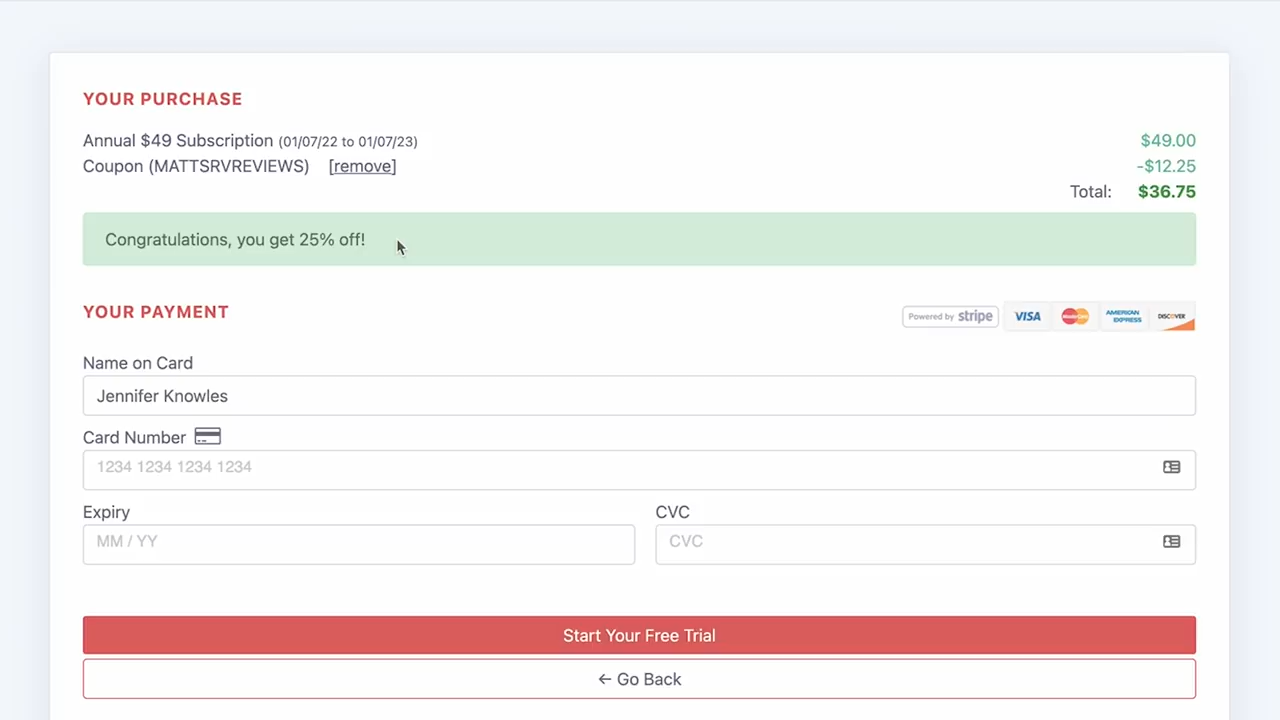 YOUR PURCHASE
Annual $49 Subscription (01/07/22 to 01/07/23) $49.00
Coupon (MATTSRVREVIEWS) [remove] -$12.25
Total: $36.75
Congratulations, you get 25% off!
YOUR PAYMENT
Powered by stripe VISA MasterCard AMERICAN EXPRESS DISCOVER
Name on Card
Jennifer Knowles
Card Number
1234 1234 1234 1234
Expiry CVC
MM / YY CVC
Start Your Free Trial
← Go Back